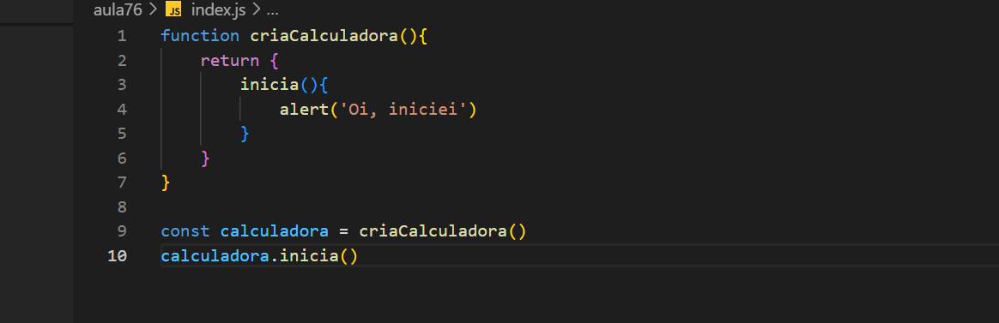 aula76 > JS index.js > ...
1 function criaCalculadora(){
2     return {
3         inicia(){
4             alert('Oi, iniciei')
5         }
6     }
7 }
8
9 const calculadora = criaCalculadora()
10 calculadora.inicia()